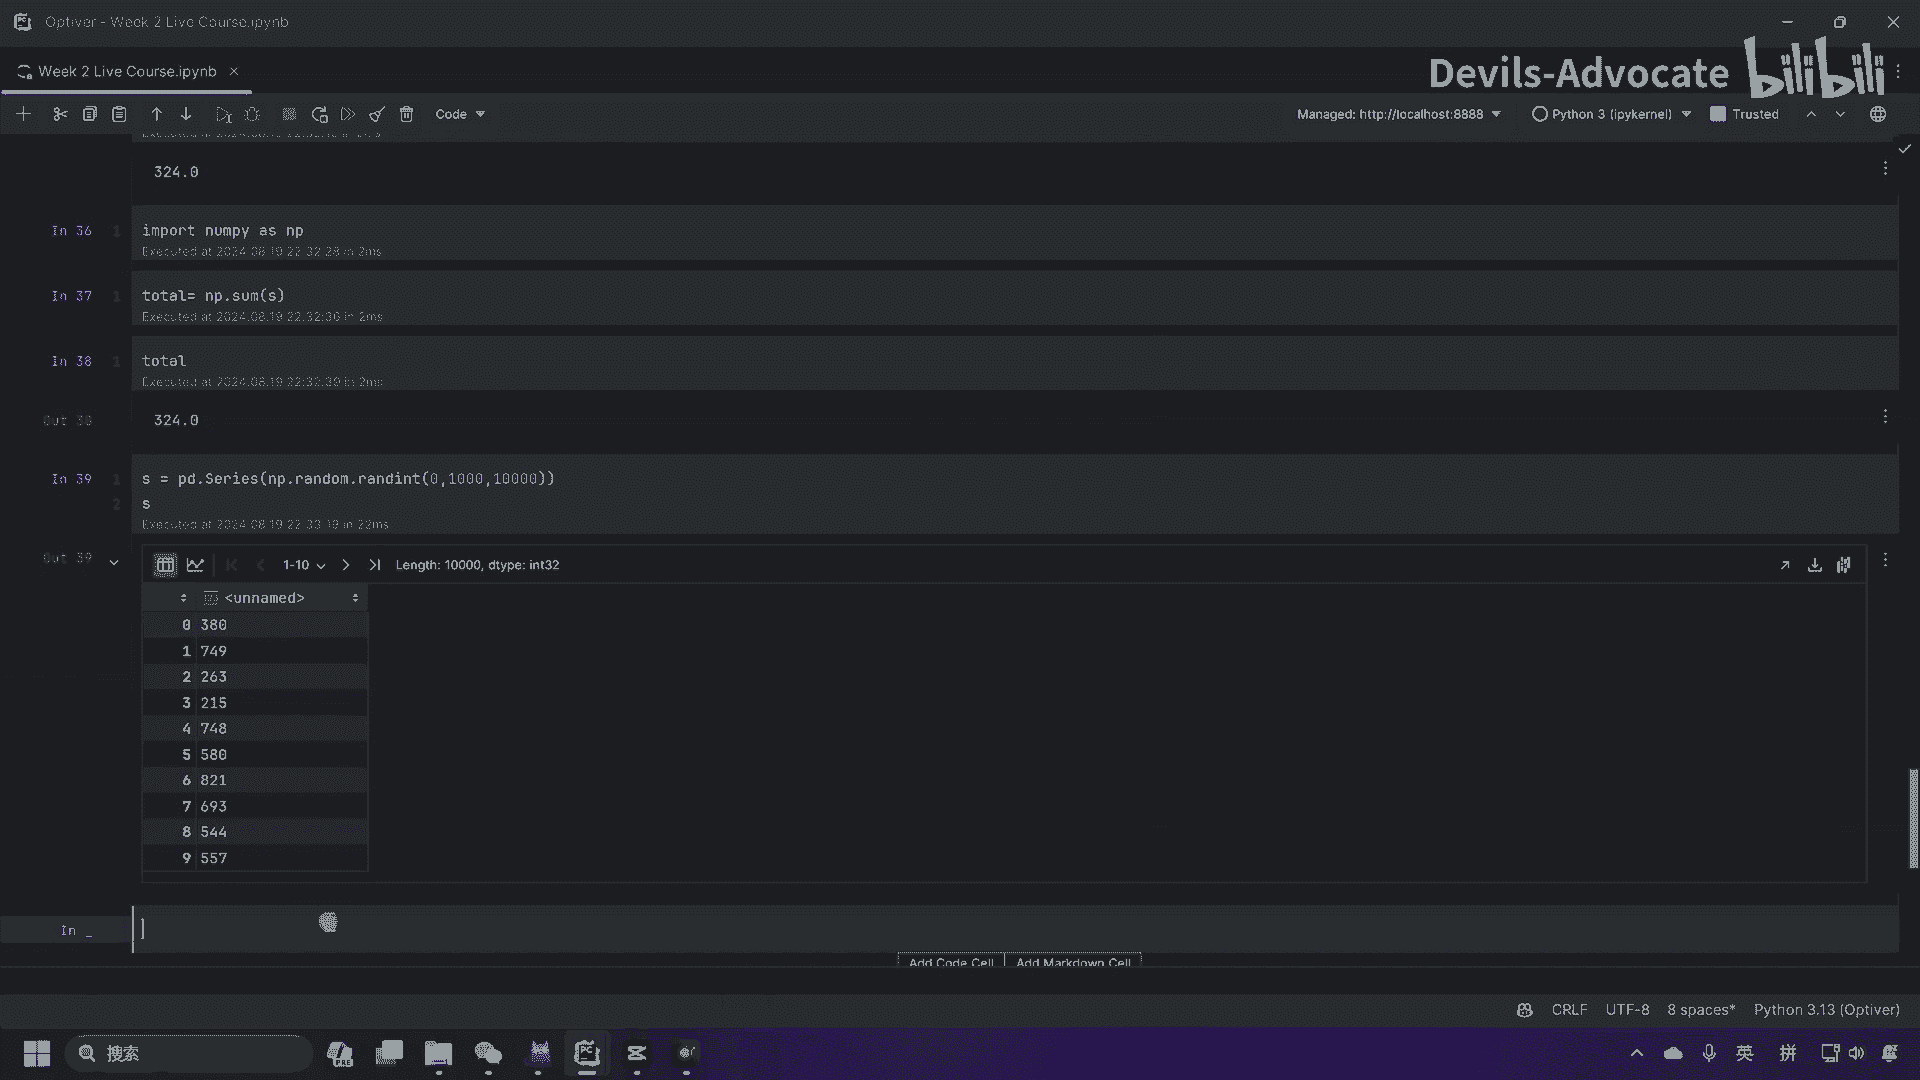 Optiver - Week 2 Live Course.ipynb
Week 2 Live Course.ipynb
Devils-Advocate bilibili
Code
Managed: http://localhost:8888
Python 3 (ipykernel)
Trusted
324.0
In 36
1
import numpy as np
Executed at 2024.08.19 22:32:28 in 2ms
In 37
1
total= np.sum(s)
Executed at 2024.08.19 22:32:30 in 2ms
In 38
1
total
Executed at 2024.08.19 22:32:30 in 2ms
Out 38
324.0
In 39
1
s = pd.Series(np.random.randint(0,1000,10000))
2
s
Executed at 2024.08.19 22:33:19 in 22ms
Out 39
1-10
Length: 10000, dtype: int32
<unnamed>
0 380
1 749
2 263
3 215
4 748
5 580
6 821
7 693
8 544
9 557
In _
Add Code Cell
Add Markdown Cell
CRLF
UTF-8
8 spaces*
Python 3.13 (Optiver)
搜索
PRE
PC
英
拼